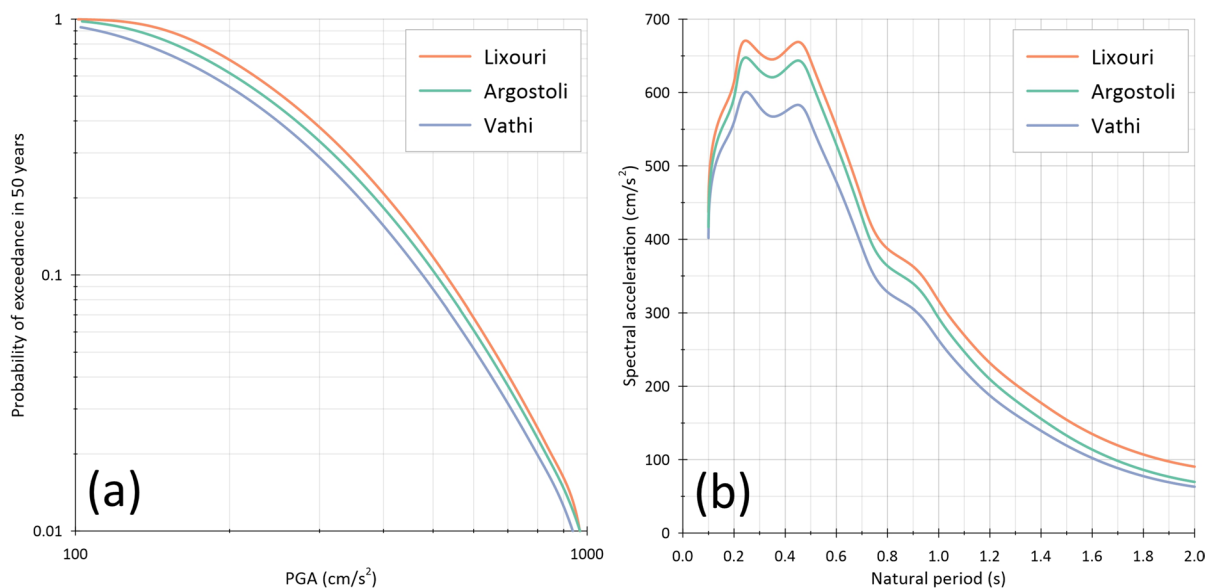 1
0.1
0.01
Probability of exceedance in 50 years
Lixouri
Argostoli
Vathi
(a)
100
1000
PGA (cm/s²)
700
600
500
400
300
200
100
0
Spectral acceleration (cm/s²)
Lixouri
Argostoli
Vathi
(b)
0.0 0.2 0.4 0.6 0.8 1.0 1.2 1.4 1.6 1.8 2.0
Natural period (s)